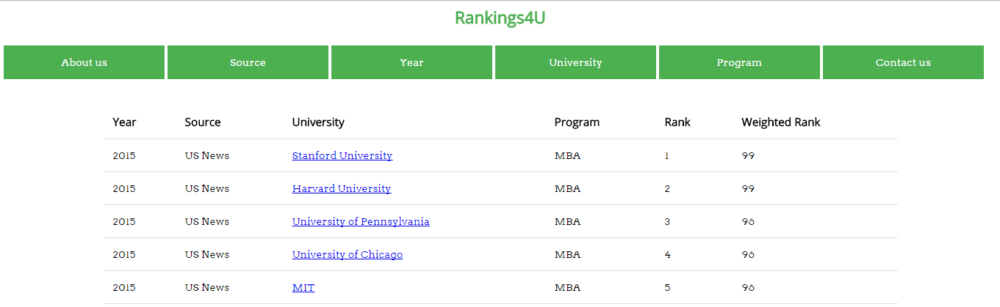 Rankings4U
About us Source Year University Program Contact us
Year Source University Program Rank Weighted Rank
2015 US News Stanford University MBA 1 99
2015 US News Harvard University MBA 2 99
2015 US News University of Pennsylvania MBA 3 96
2015 US News University of Chicago MBA 4 96
2015 US News MIT MBA 5 96